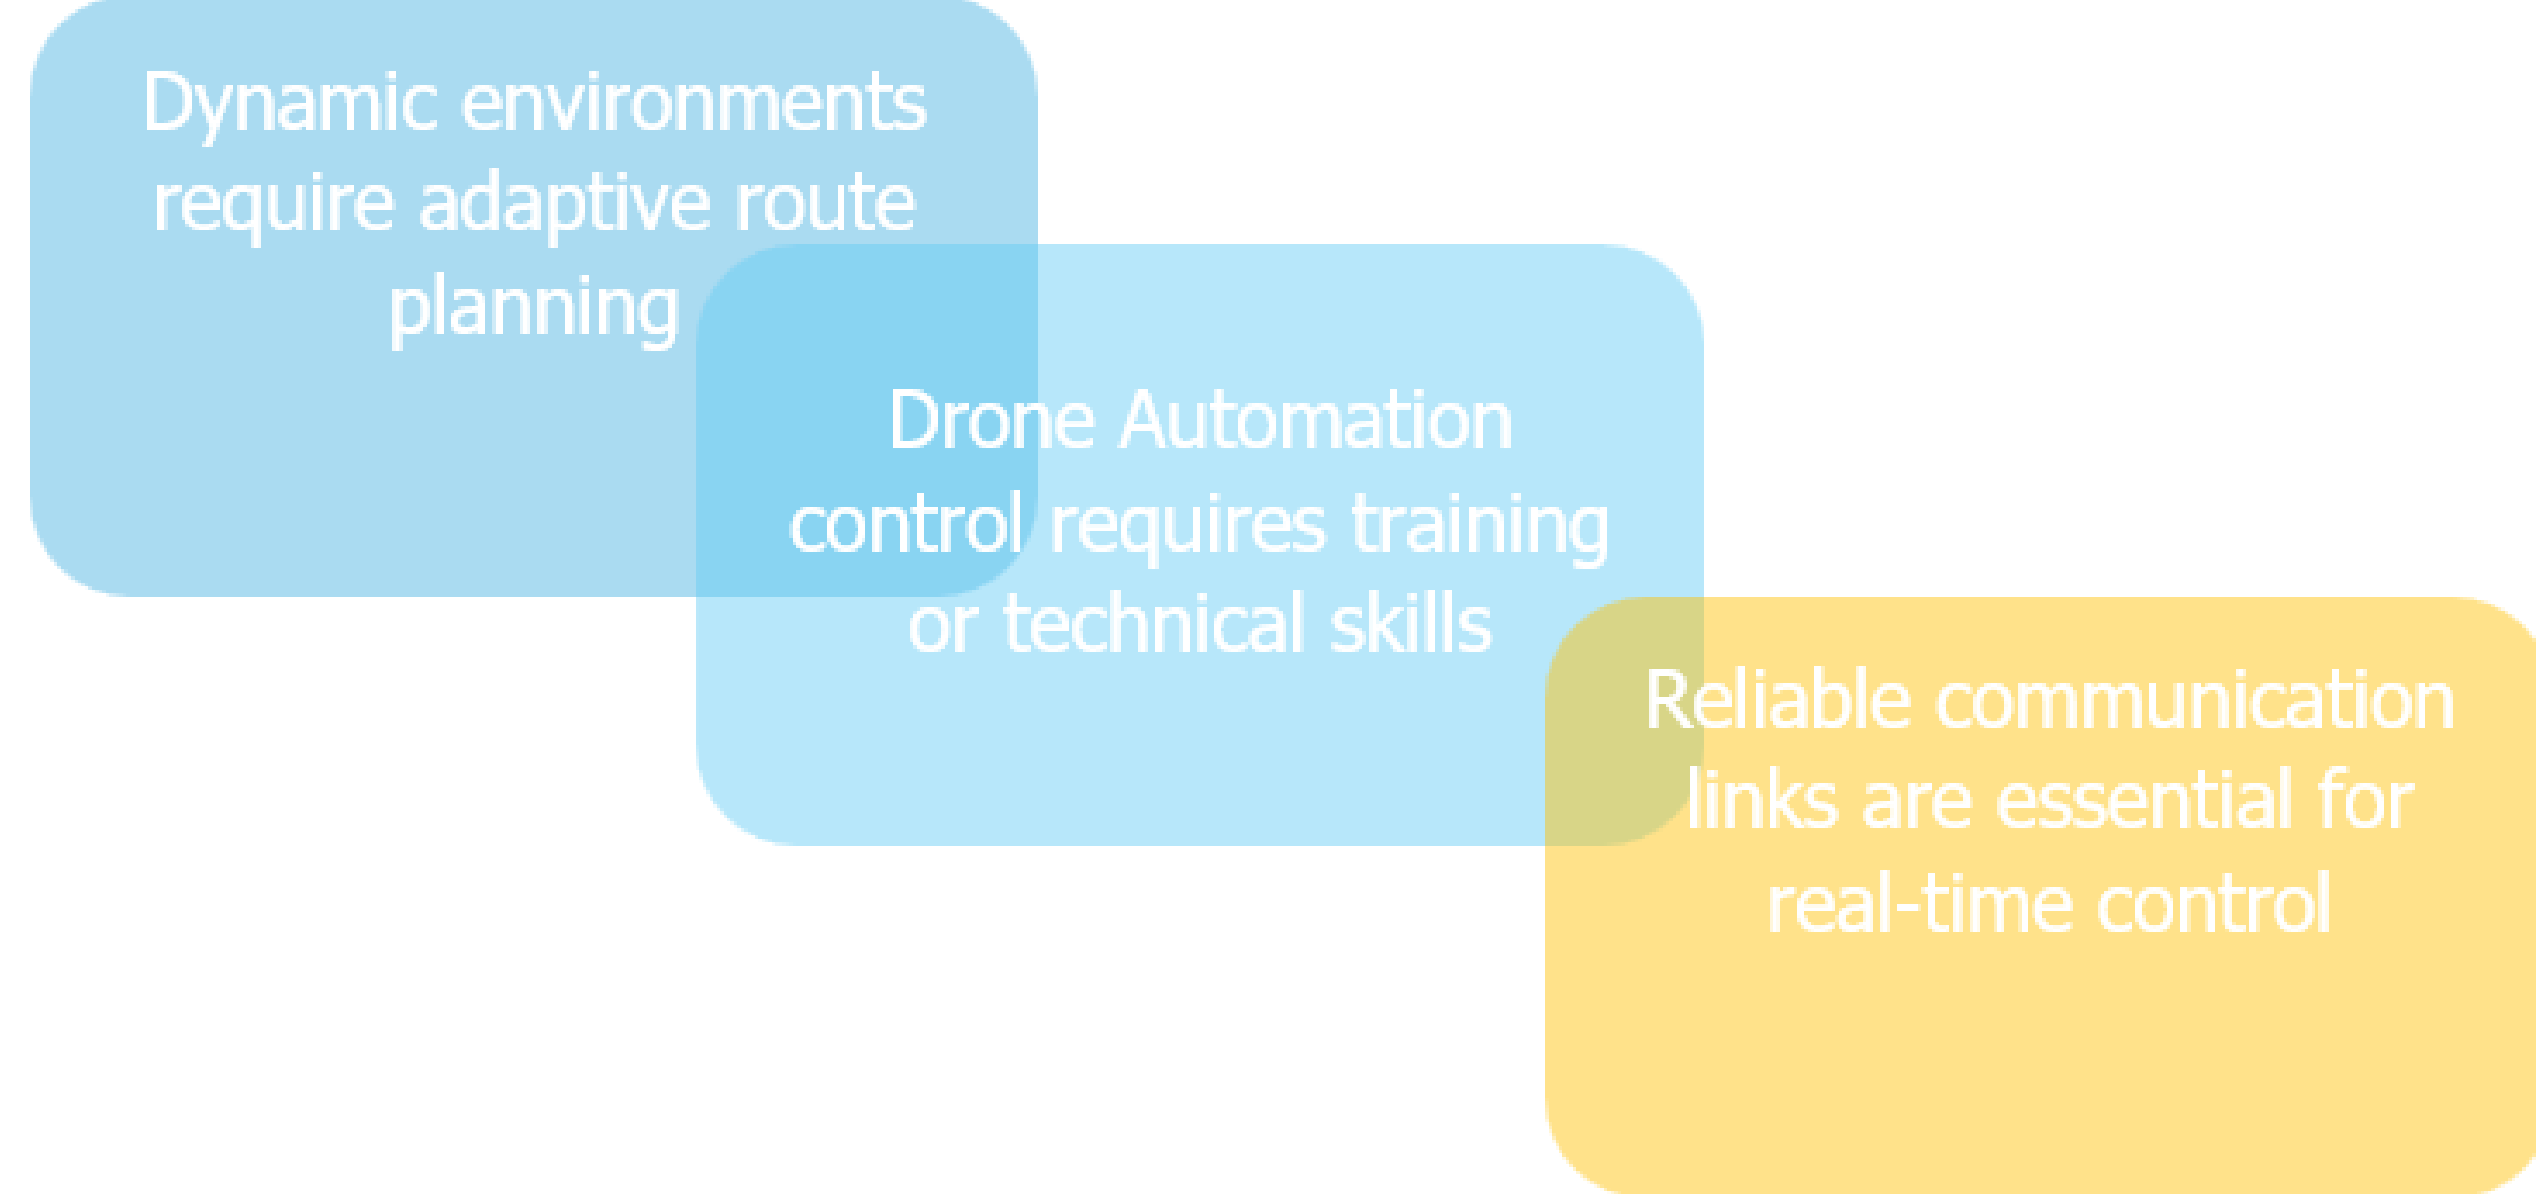 Dynamic environments
require adaptive route
planning
Drone Automation
control requires training
or technical skills
Reliable communication
links are essential for
real-time control